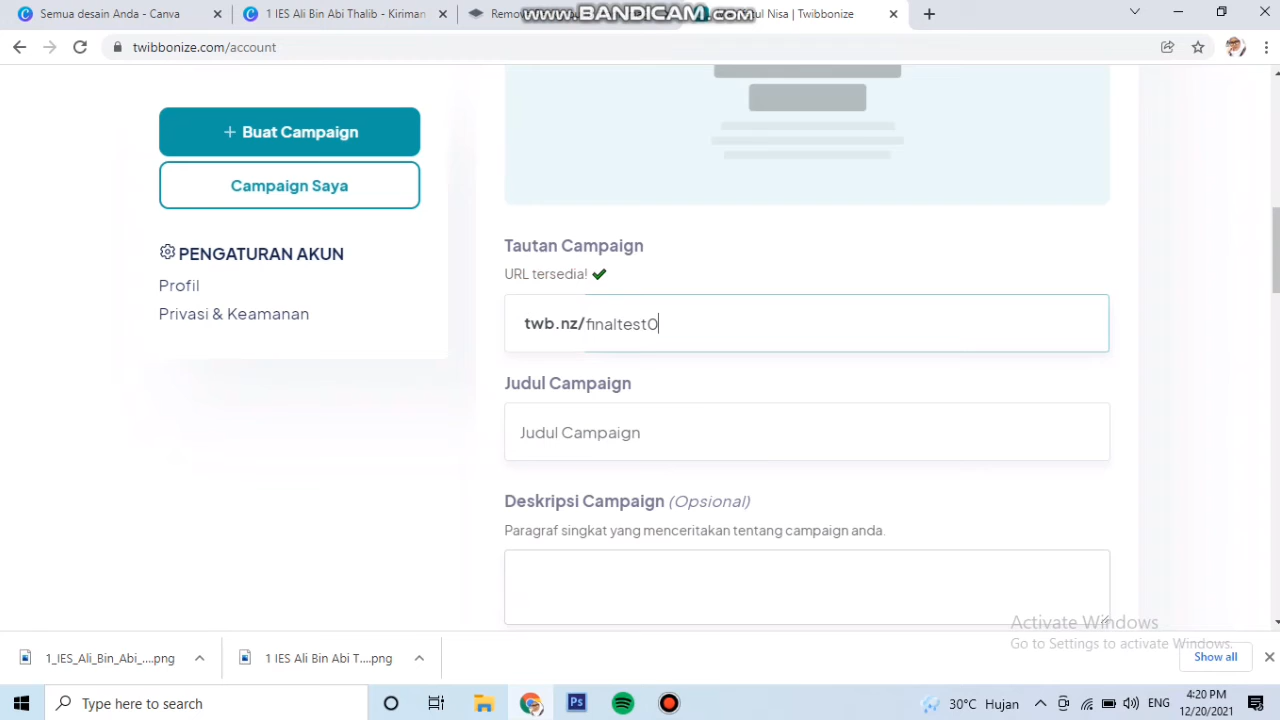 Semua desain Anda - Canva
1 IES Ali Bin Abi Thalib - Kiriman
Remo
www.BANDICAM.com
tul Nisa | Twibbonize
twibbonize.com/account
+ Buat Campaign
Campaign Saya
PENGATURAN AKUN
Profil
Privasi & Keamanan
Tautan Campaign
URL tersedia!
twb.nz/finaltest0
Judul Campaign
Judul Campaign
Deskripsi Campaign (Opsional)
Paragraf singkat yang menceritakan tentang campaign anda.
Activate Windows
Go to Settings to activate Windows.
1_IES_Ali_Bin_Abi_....png
1 IES Ali Bin Abi T....png
Show all
Type here to search
Ps
30°C Hujan
ENG
4:20 PM
12/20/2021